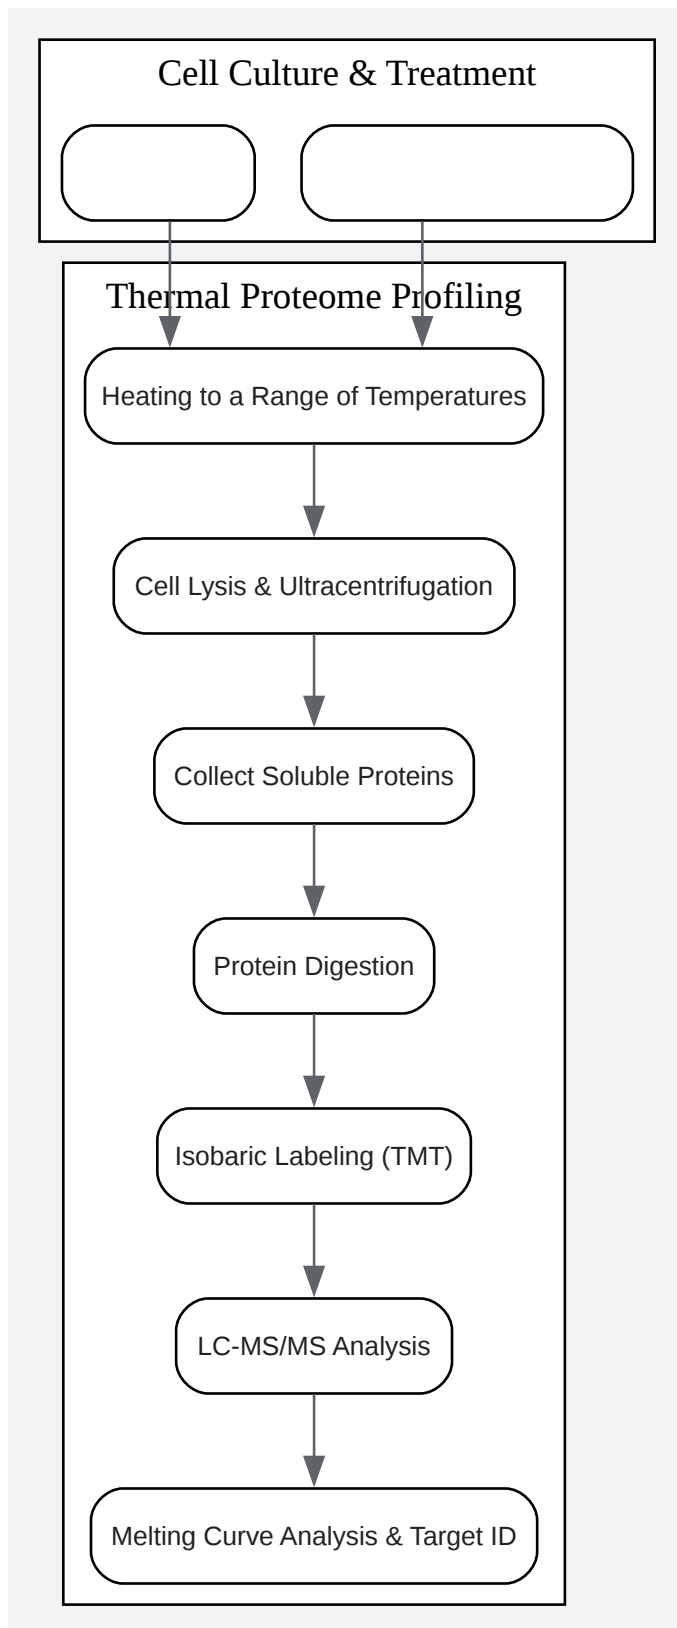 Cell Culture & Treatment
Thermal Proteome Profiling
Heating to a Range of Temperatures
Cell Lysis & Ultracentrifugation
Collect Soluble Proteins
Protein Digestion
Isobaric Labeling (TMT)
LC-MS/MS Analysis
Melting Curve Analysis & Target ID